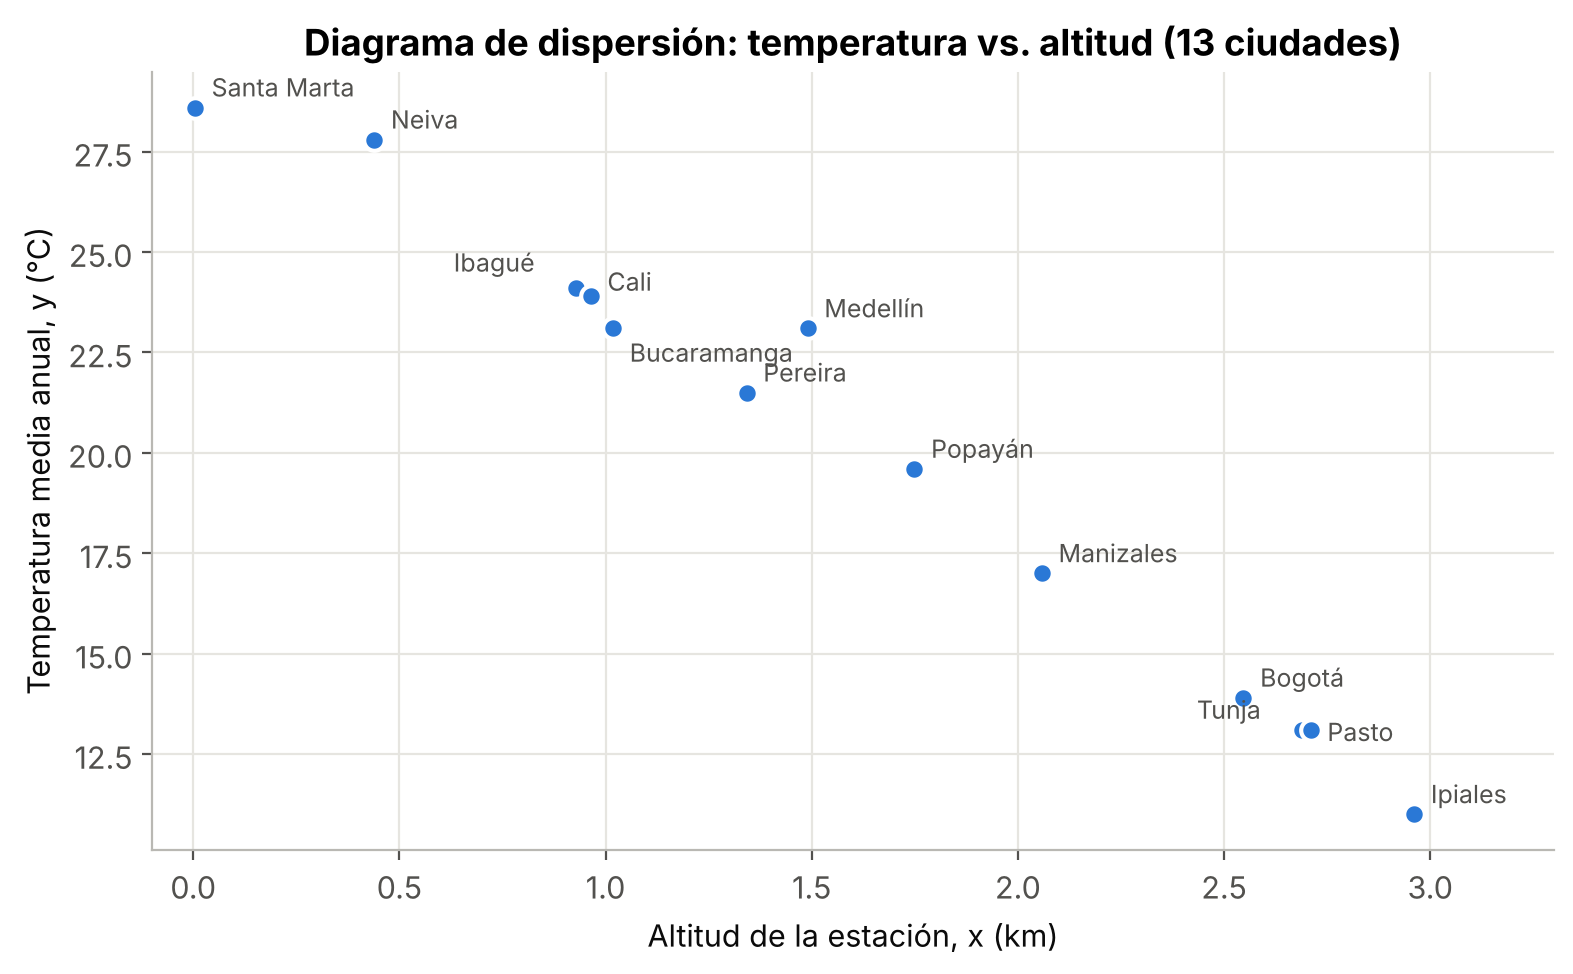 Diagrama de dispersión: temperatura vs. altitud (13 ciudades)
Santa Marta
Neiva
27.5
25.0
Ibagué
Cali
Medellín
22.5
Bucaramanga
Pereira
20.0
Popayán
17.5
Manizales
15.0
Bogotá
Tunja
Pasto
12.5
Ipiales
Temperatura media anual, y (°C)
0.0 0.5 1.0 1.5 2.0 2.5 3.0
Altitud de la estación, x (km)